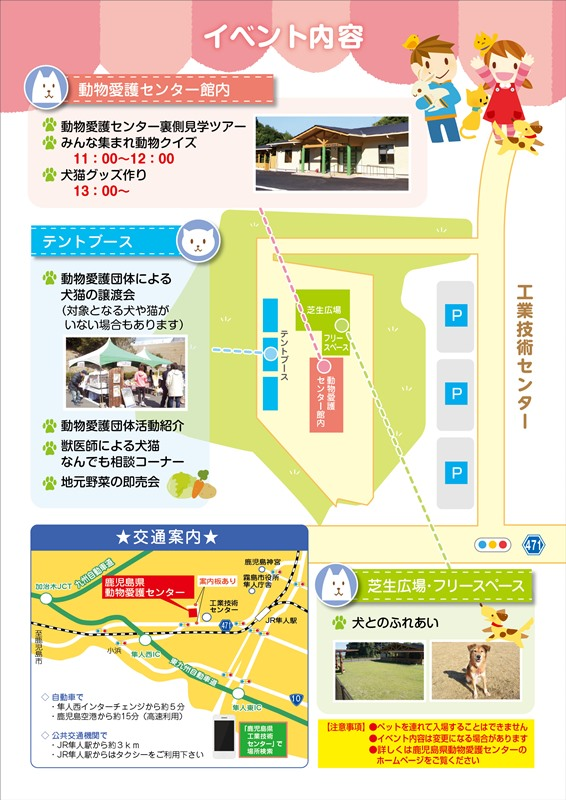 イベント内容
動物愛護センター館内
動物愛護センター裏側見学ツアー
みんな集まれ動物クイズ
11：00～12：00
犬猫グッズ作り
13：00～
テントブース
動物愛護団体による
犬猫の譲渡会
（対象となる犬や猫が
いない場合もあります）
動物愛護団体活動紹介
獣医師による犬猫
なんでも相談コーナー
地元野菜の即売会
テントブース
芝生広場
フリー
スペース
動物愛護
センター館内
P
P
P
工業技術センター
471
★交通案内★
加治木JCT
九州自動車道
鹿児島県
動物愛護センター
案内板あり
鹿児島神宮
霧島市役所
隼人庁舎
工業技術
センター
471
JR隼人駅
至鹿児島市
小浜
隼人西IC
東九州自動車道
隼人東IC
10
◇ 自動車で
・隼人西インターチェンジから約５分
・鹿児島空港から約15分（高速利用）
◇ 公共交通機関で
・JR隼人駅から約３ｋｍ
・JR隼人駅からはタクシーをご利用下さい
「鹿児島県
工業技術
センター」で
場所検索
芝生広場・フリースペース
犬とのふれあい
【注意事項】●ペットを連れて入場することはできません
●イベント内容は変更になる場合があります
●詳しくは鹿児島県動物愛護センターの
ホームページをご覧ください